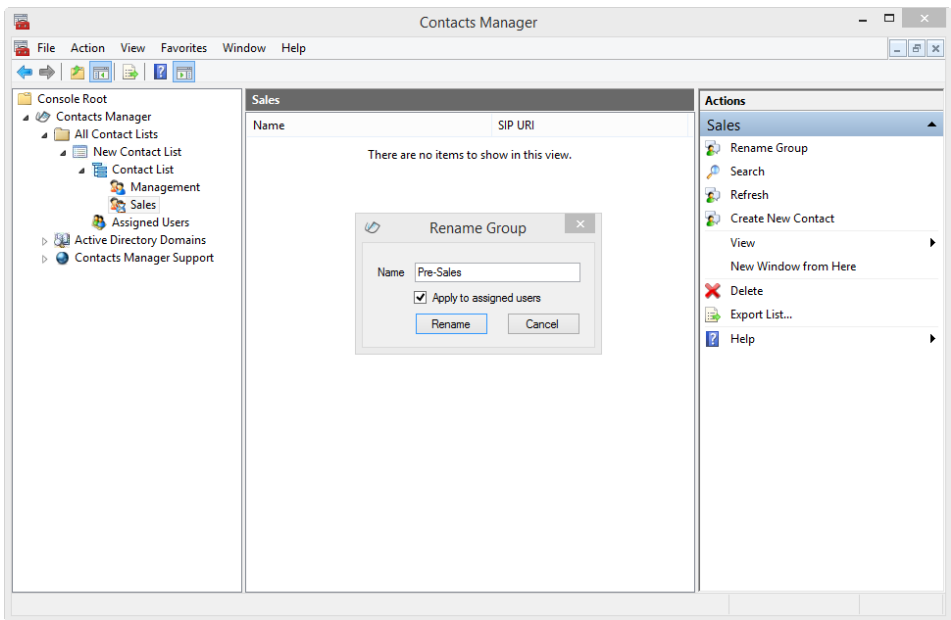 Contacts Manager
File Action View Favorites Window Help
Console Root
Contacts Manager
All Contact Lists
New Contact List
Contact List
Management
Sales
Assigned Users
Active Directory Domains
Contacts Manager Support
Sales
Name SIP URI
There are no items to show in this view.
Rename Group
Name Pre-Sales
Apply to assigned users
Rename Cancel
Actions
Sales
Rename Group
Search
Refresh
Create New Contact
View
New Window from Here
Delete
Export List...
Help